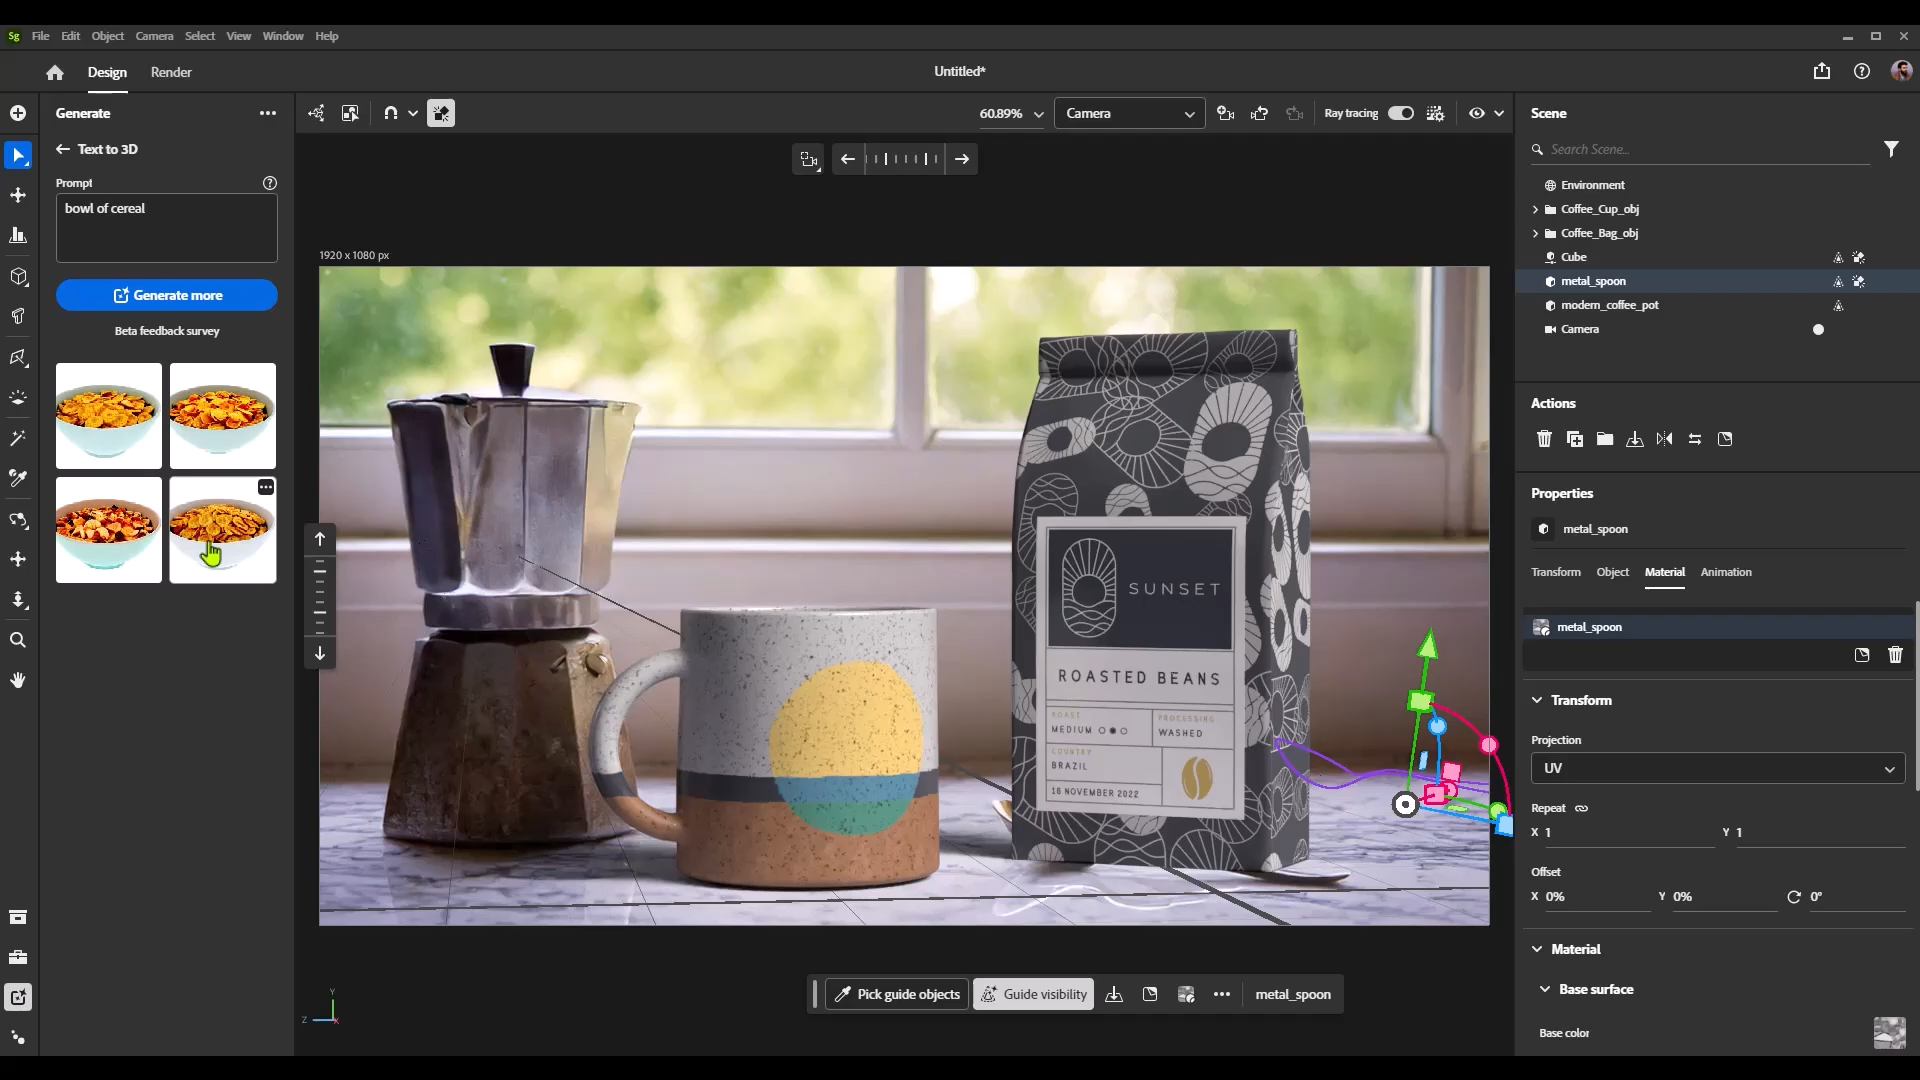 Sg File Edit Object Camera Select View Window Help
Design Render Untitled*
Generate
Text to 3D
Prompt
bowl of cereal
Generate more
Beta feedback survey
60.89% Camera Ray tracing
1920 x 1080 px
SUNSET
ROASTED BEANS
ROAST
MEDIUM
PROCESSING
WASHED
COUNTRY
BRAZIL
16 NOVEMBER 2022
Y
Z X
Pick guide objects Guide visibility metal_spoon
Scene
Search Scene...
Environment
Coffee_Cup_obj
Coffee_Bag_obj
Cube
metal_spoon
modern_coffee_pot
Camera
Actions
Properties
metal_spoon
Transform Object Material Animation
metal_spoon
Transform
Projection
UV
Repeat
X 1 Y 1
Offset
X 0% Y 0% 0°
Material
Base surface
Base color